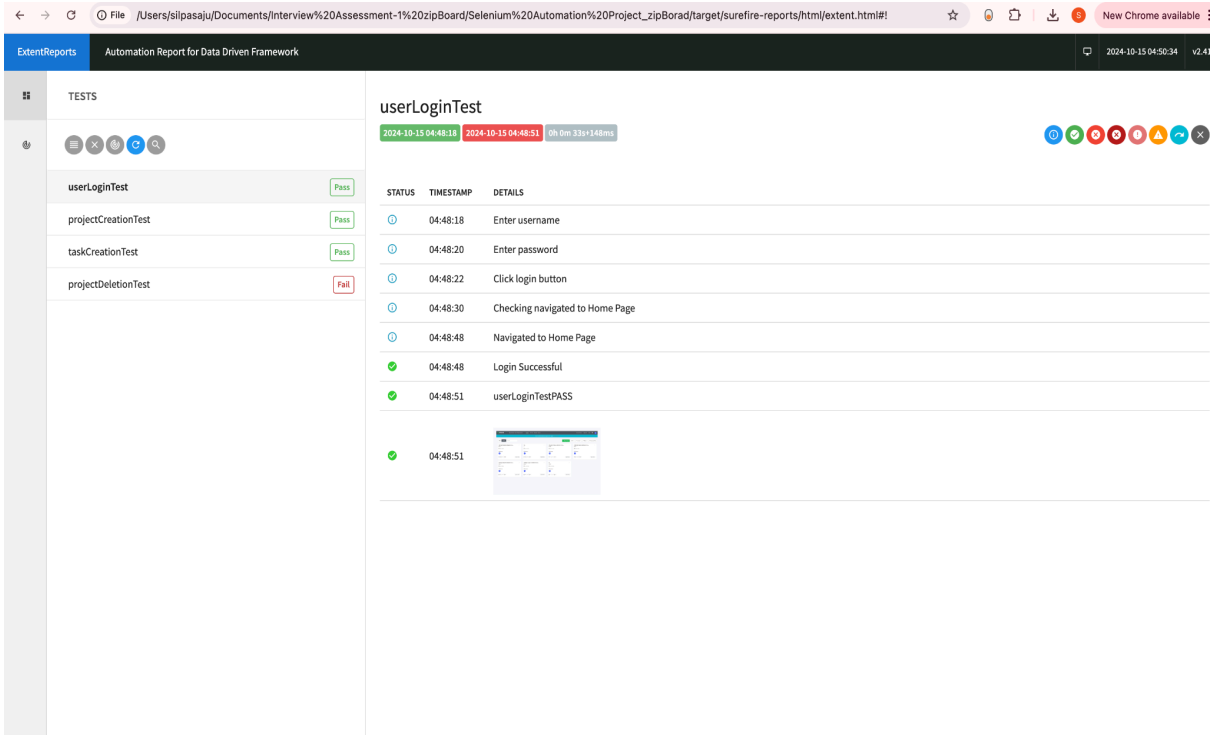 File /Users/silpasaju/Documents/Interview%20Assessment-1%20zipBoard/Selenium%20Automation%20Project_zipBorad/target/surefire-reports/html/extent.html#! S New Chrome available
ExtentReports Automation Report for Data Driven Framework 2024-10-15 04:50:34 v2.41
TESTS
userLoginTest
2024-10-15 04:48:18 2024-10-15 04:48:51 0h 0m 33s+148ms
userLoginTest Pass
projectCreationTest Pass
taskCreationTest Pass
projectDeletionTest Fail
STATUS TIMESTAMP DETAILS
04:48:18 Enter username
04:48:20 Enter password
04:48:22 Click login button
04:48:30 Checking navigated to Home Page
04:48:48 Navigated to Home Page
04:48:48 Login Successful
04:48:51 userLoginTestPASS
04:48:51